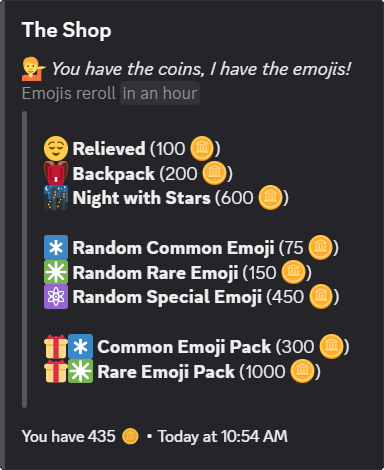 The Shop
You have the coins, I have the emojis!
Emojis reroll in an hour
Relieved (100)
Backpack (200)
Night with Stars (600)
Random Common Emoji (75)
Random Rare Emoji (150)
Random Special Emoji (450)
Common Emoji Pack (300)
Rare Emoji Pack (1000)
You have 435 • Today at 10:54 AM